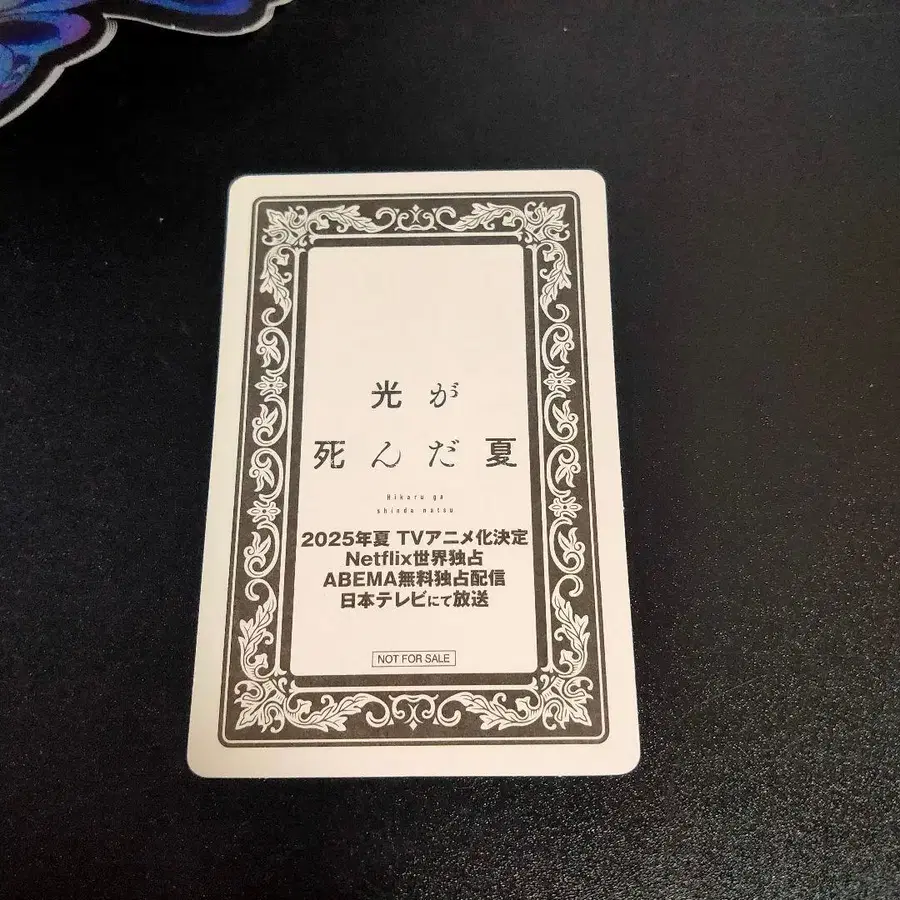 光が
死んだ夏
Hikaru ga
shinda natsu
2025年夏 TVアニメ化決定
Netflix世界独占
ABEMA無料独占配信
日本テレビにて放送
NOT FOR SALE